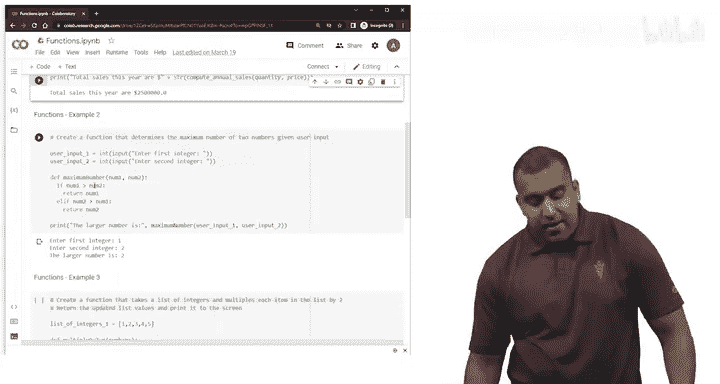 Functions.ipynb - Colaboratory
Incognito (2)
Functions.ipynb
File Edit View Insert Runtime Tools Help Last edited on March 19
Comment Share A
+ Code + Text Connect Editing
print("Total sales this year are $" + str(compute_annual_sales(quantity, price)))
Total sales this year are $2500000.0
Functions - Example 2
# Create a function that determines the maximum number of two numbers given user input
user_input_1 = int(input("Enter first integer: "))
user_input_2 = int(input("Enter second integer: "))
def maximumNumber(num1, num2):
if num1 > num2:
return num1
elif num2 > num1:
return num2
print("The larger number is:", maximumNumber(user_input_1, user_input_2))
Enter first integer: 1
Enter second integer: 2
The larger number is: 2
Functions - Example 3
# Create a function that takes a list of integers and multiples each item in the list by 2
# Return the updated list values and print it to the screen
list_of_integers_1 = [1,2,3,4,5]